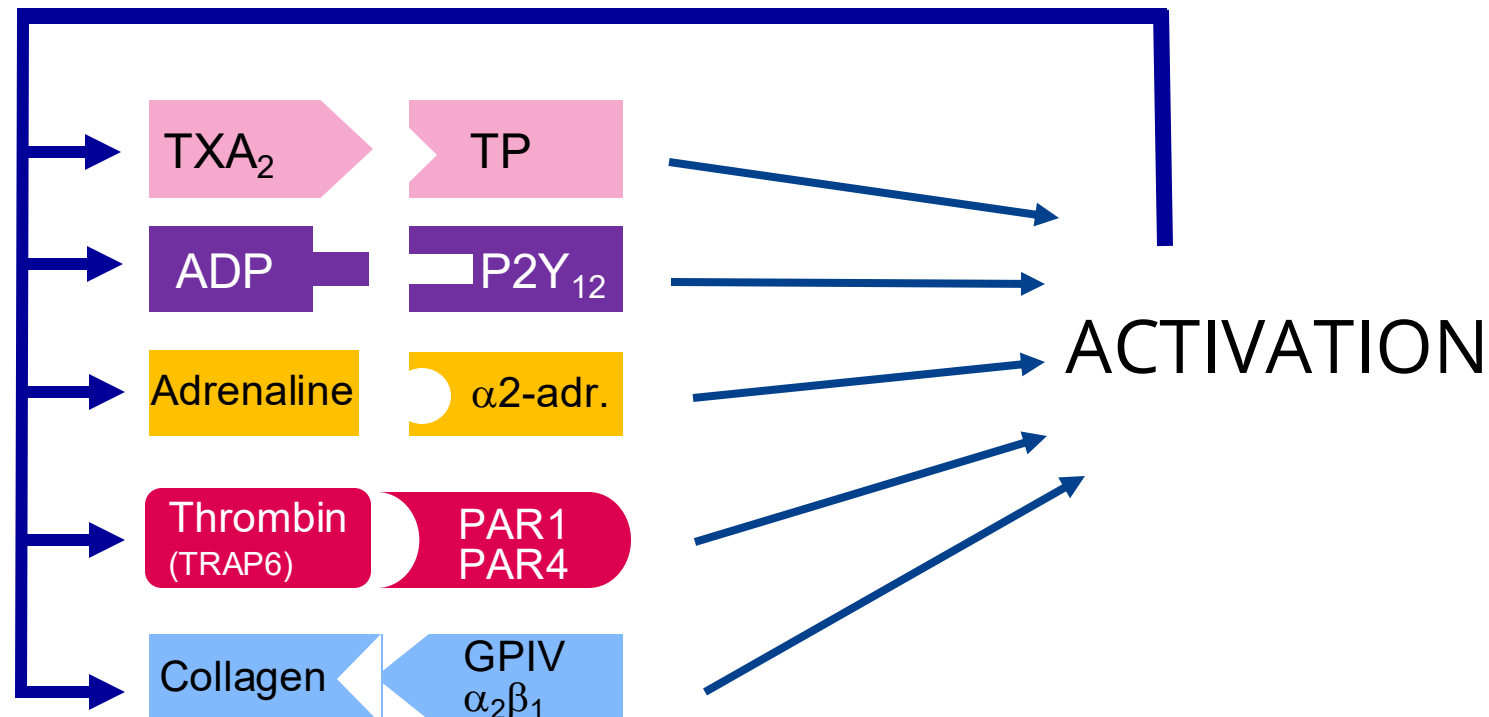 TXA₂ TP
ADP P2Y₁₂
Adrenaline α2-adr.
ACTIVATION
Thrombin PAR1
(TRAP6) PAR4
Collagen GPIV
α₂β₁